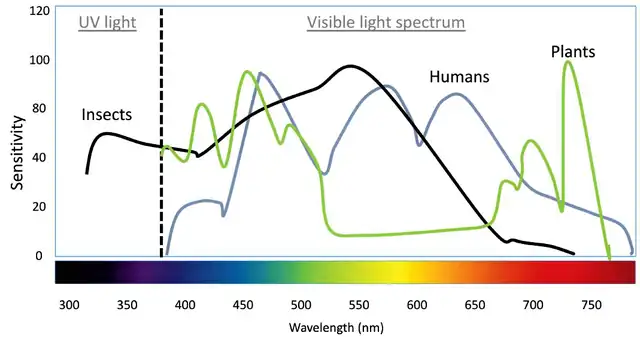 UV light
Visible light spectrum
120
100
80
60
40
20
0
Sensitivity
Insects
Humans
Plants
300 350 400 450 500 550 600 650 700 750
Wavelength (nm)